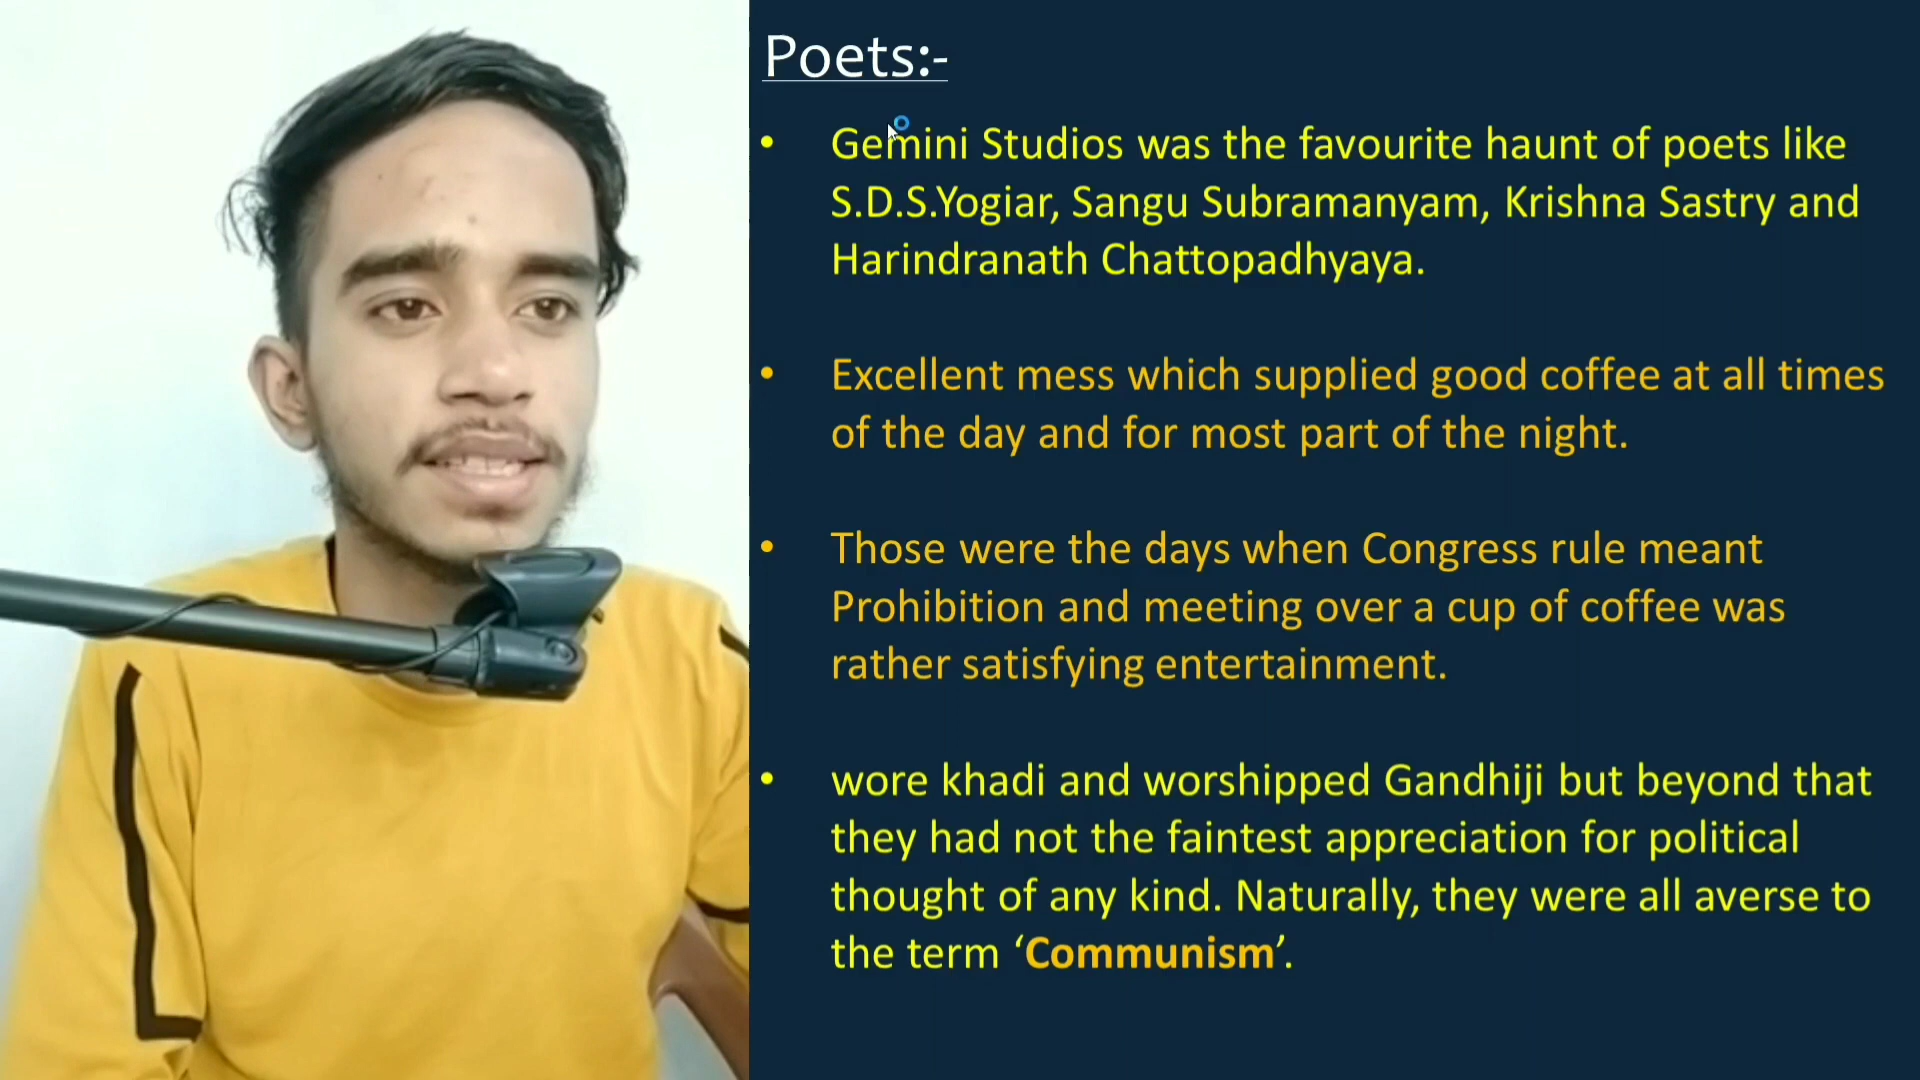 Poets:-
• Gemini Studios was the favourite haunt of poets like
S.D.S.Yogiar, Sangu Subramanyam, Krishna Sastry and
Harindranath Chattopadhyaya.
• Excellent mess which supplied good coffee at all times
of the day and for most part of the night.
• Those were the days when Congress rule meant
Prohibition and meeting over a cup of coffee was
rather satisfying entertainment.
• wore khadi and worshipped Gandhiji but beyond that
they had not the faintest appreciation for political
thought of any kind. Naturally, they were all averse to
the term ‘Communism’.